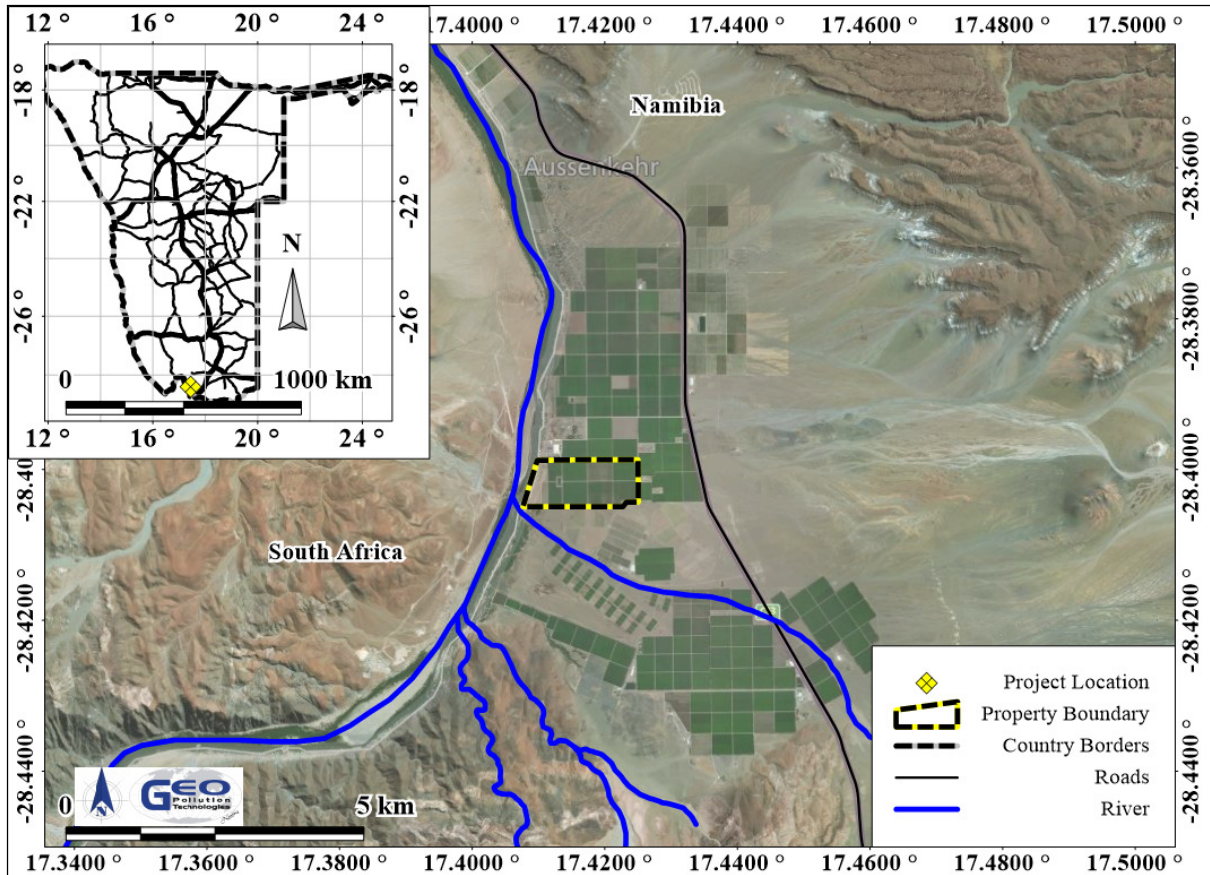 12 ° 16 ° 20 ° 24 °
17.4000 ° 17.4200 ° 17.4400 ° 17.4600 ° 17.4800 ° 17.5000 °
-18 °
-22 °
-26 °
-18 °
-22 °
-26 °
N
0 1000 km
12 ° 16 ° 20 ° 24 °
Namibia
Aussenkehr
South Africa
-28.3600 °
-28.3800 °
-28.4000 °
-28.4200 °
-28.4400 °
-28.40
-28.4200 °
-28.4400 °
Project Location
Property Boundary
Country Borders
Roads
River
N
GEO
Pollution
Technologies
0 5 km
17.3400 ° 17.3600 ° 17.3800 ° 17.4000 ° 17.4200 ° 17.4400 ° 17.4600 ° 17.4800 ° 17.5000 °